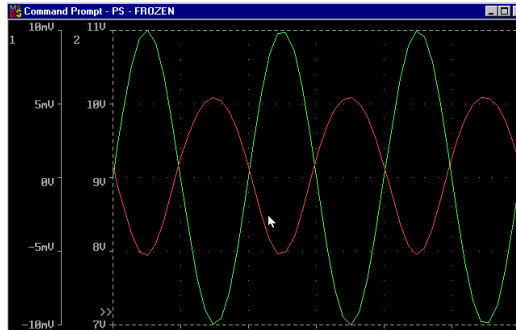 Command Prompt - PS - FROZEN
1 10mV 2 11V
5mV 10V
0V 9V
-5mV 8V
>>
-10mV 7V